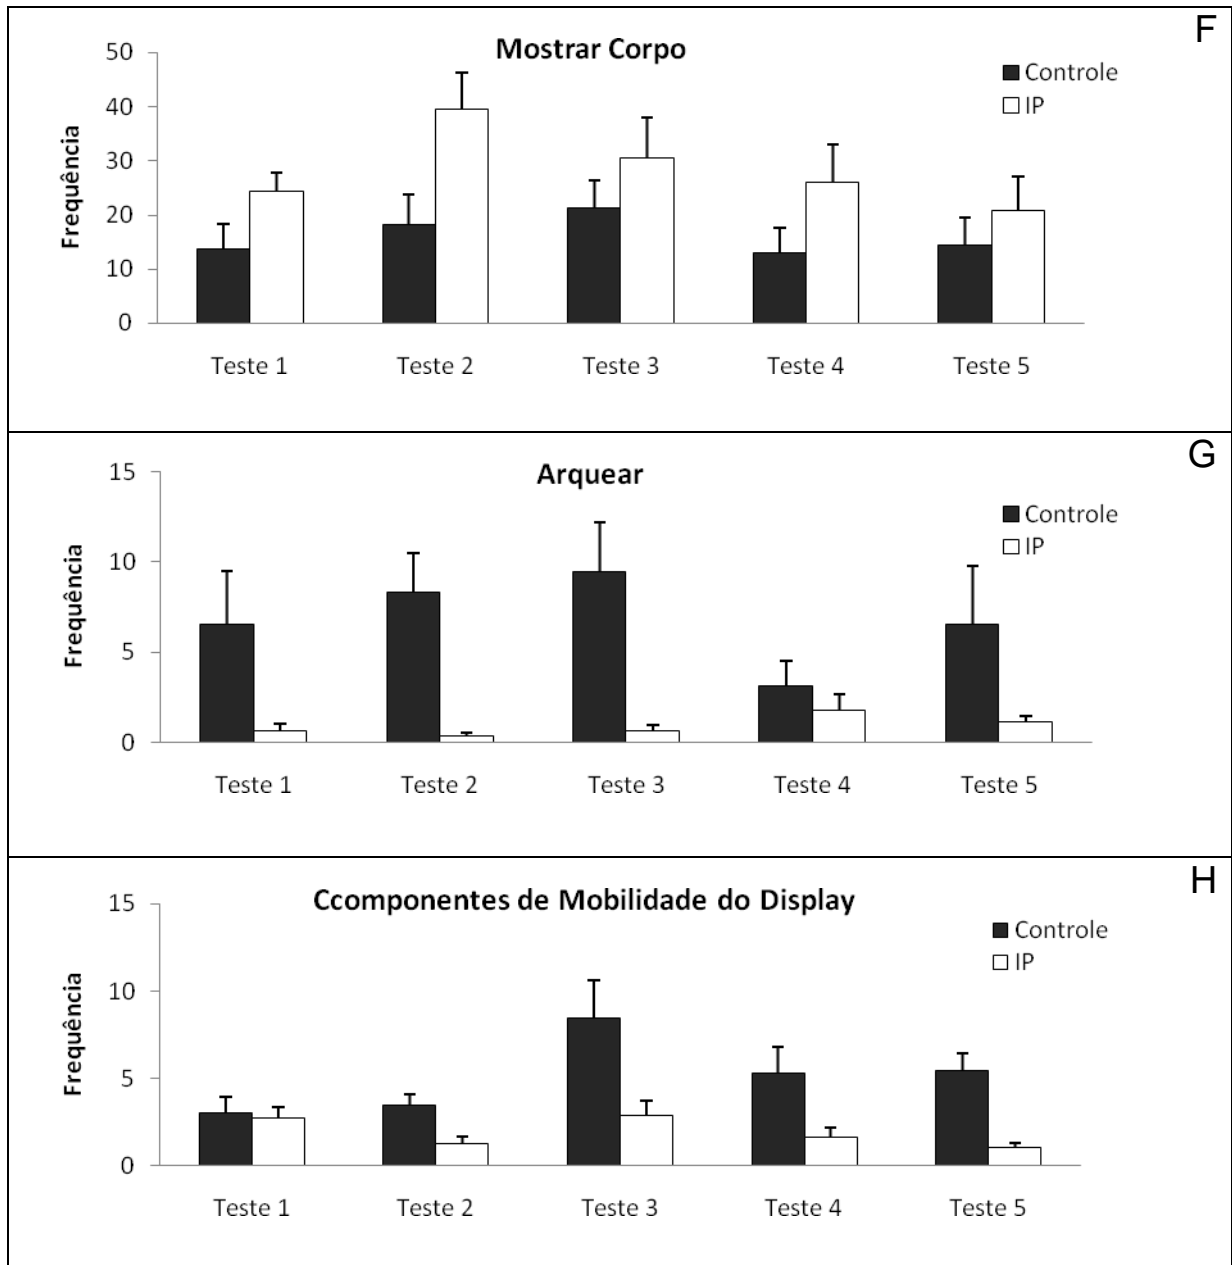 F
Mostrar Corpo
Controle
IP
Frequência
50
40
30
20
10
0
Teste 1 Teste 2 Teste 3 Teste 4 Teste 5
G
Arquear
Controle
IP
Frequência
15
10
5
0
Teste 1 Teste 2 Teste 3 Teste 4 Teste 5
H
Ccomponentes de Mobilidade do Display
Controle
IP
Frequência
15
10
5
0
Teste 1 Teste 2 Teste 3 Teste 4 Teste 5